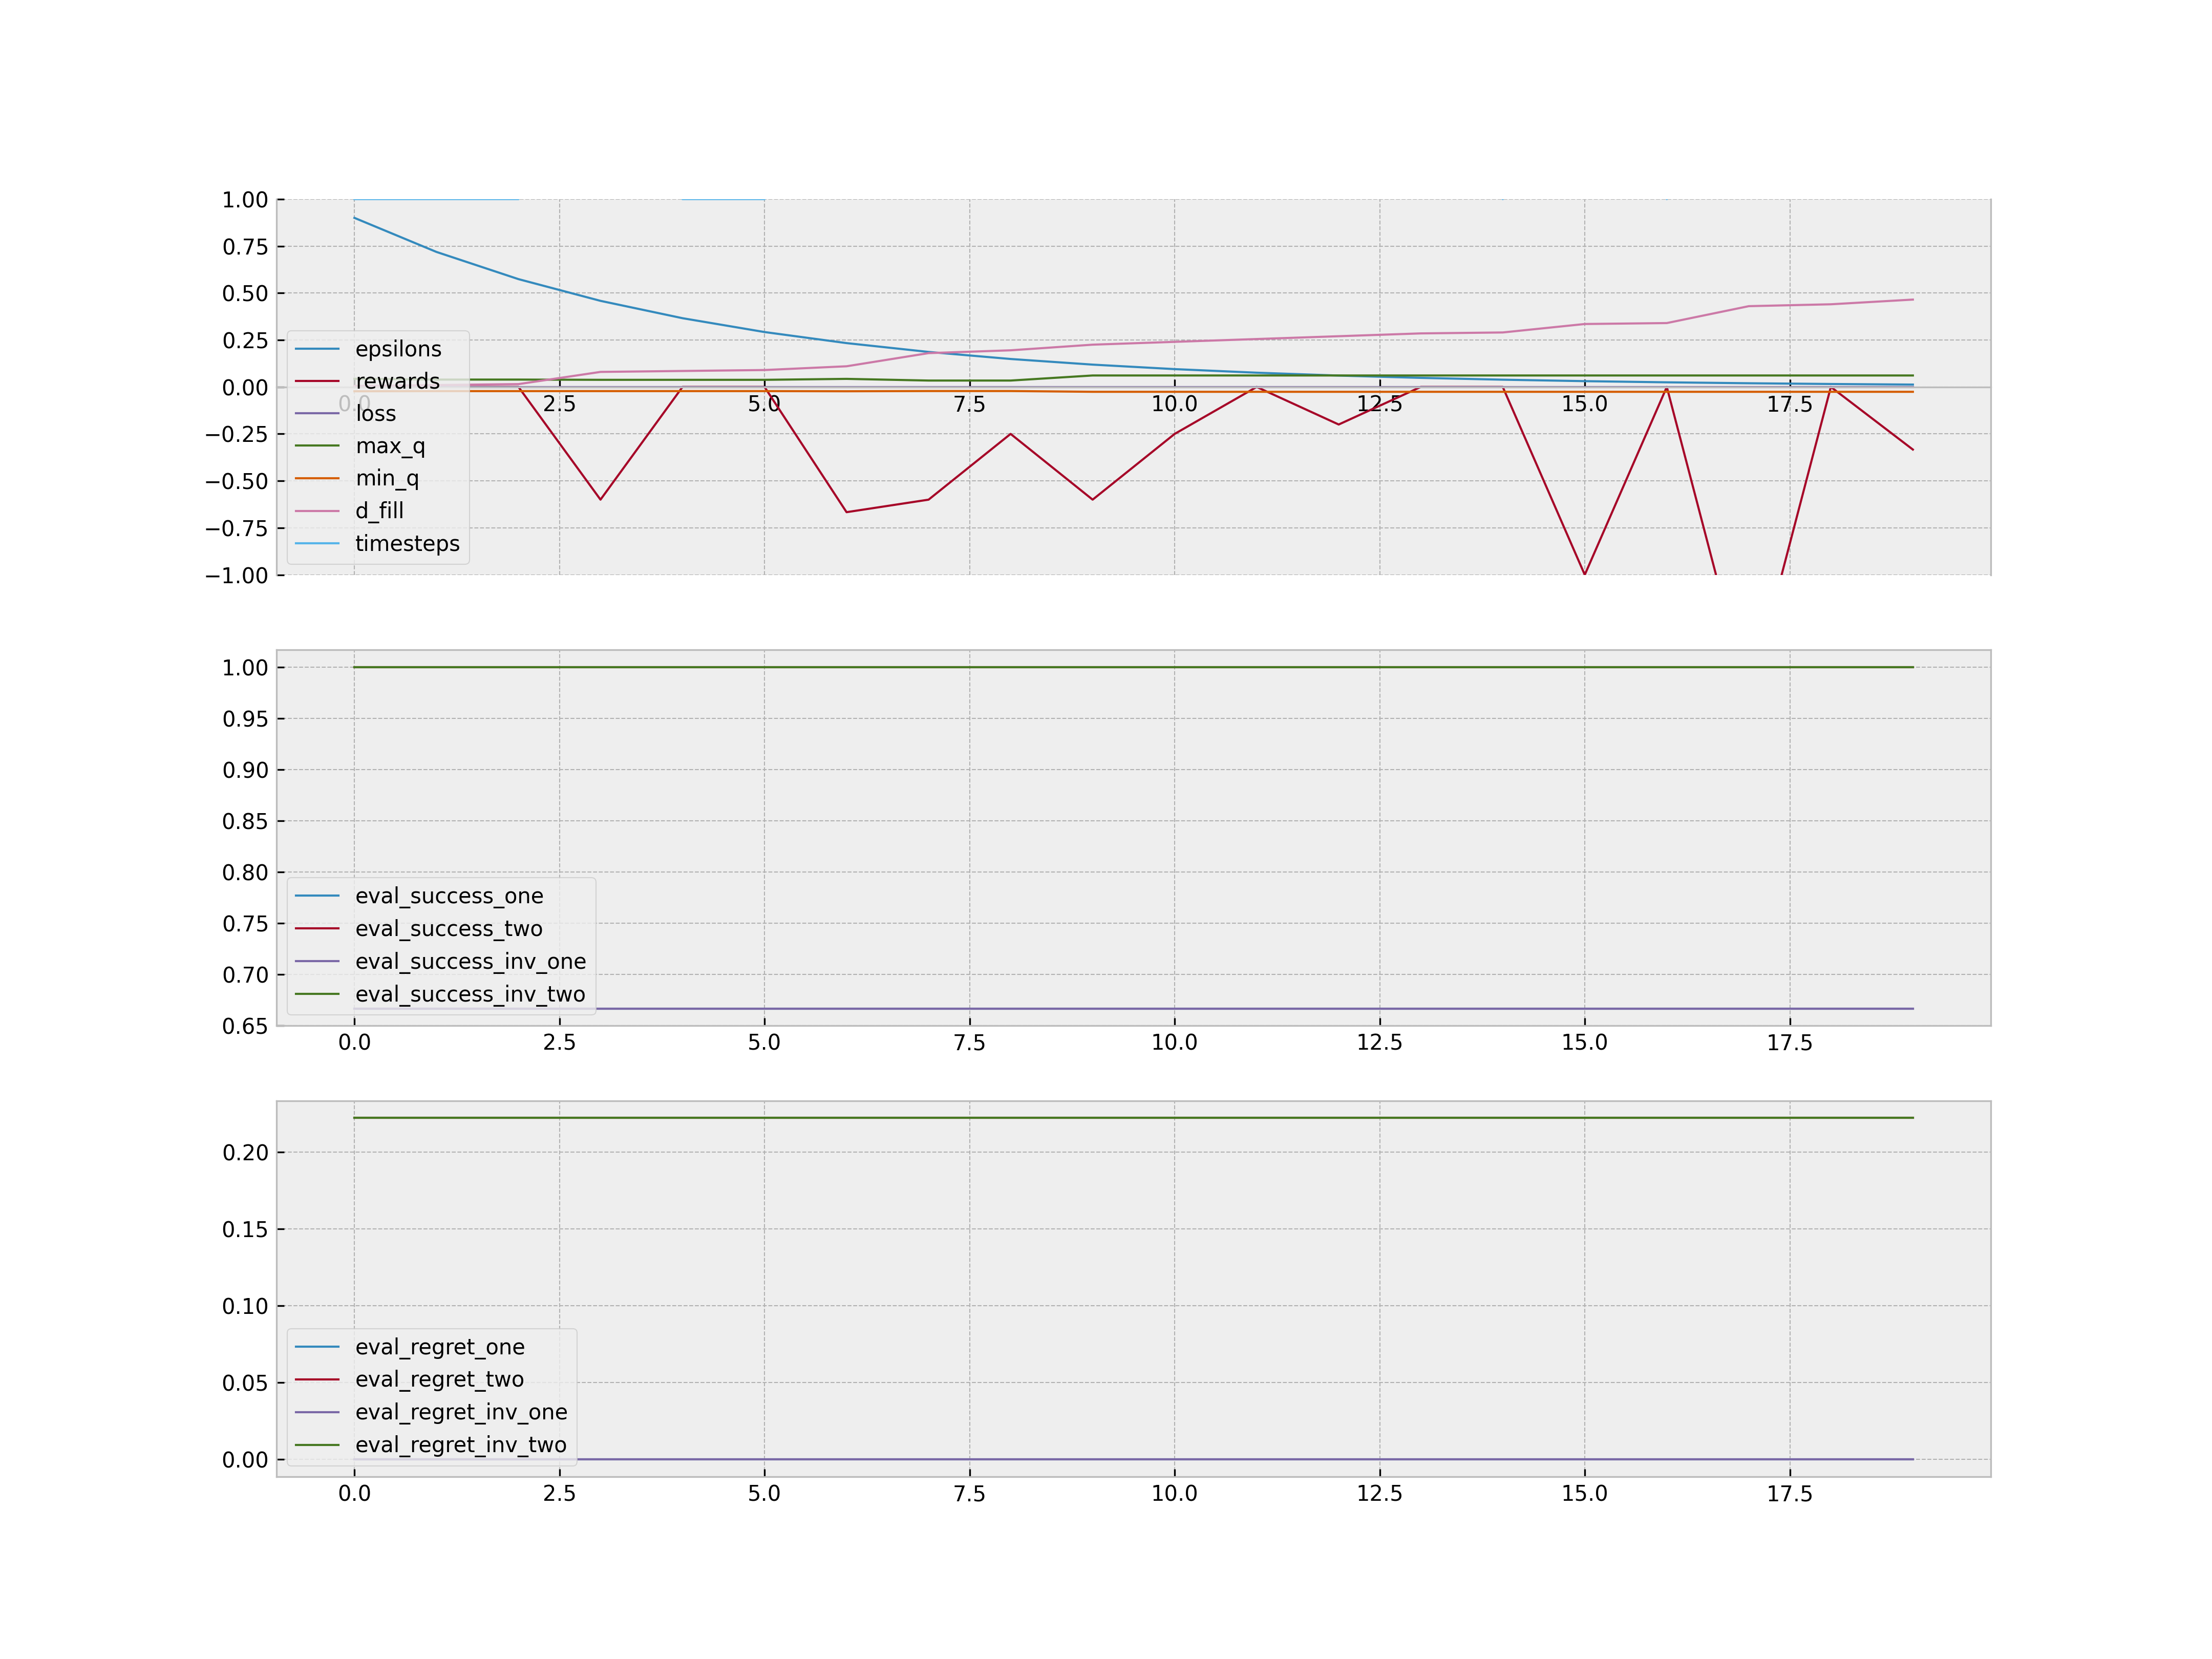 1.00
0.75
0.50
0.25
0.00
−0.25
−0.50
−0.75
−1.00
0.0 2.5 5.0 7.5 10.0 12.5 15.0 17.5
epsilons
rewards
loss
max_q
min_q
d_fill
timesteps
1.00
0.95
0.90
0.85
0.80
0.75
0.70
0.65
eval_success_one
eval_success_two
eval_success_inv_one
eval_success_inv_two
0.0 2.5 5.0 7.5 10.0 12.5 15.0 17.5
0.20
0.15
0.10
0.05
0.00
eval_regret_one
eval_regret_two
eval_regret_inv_one
eval_regret_inv_two
0.0 2.5 5.0 7.5 10.0 12.5 15.0 17.5